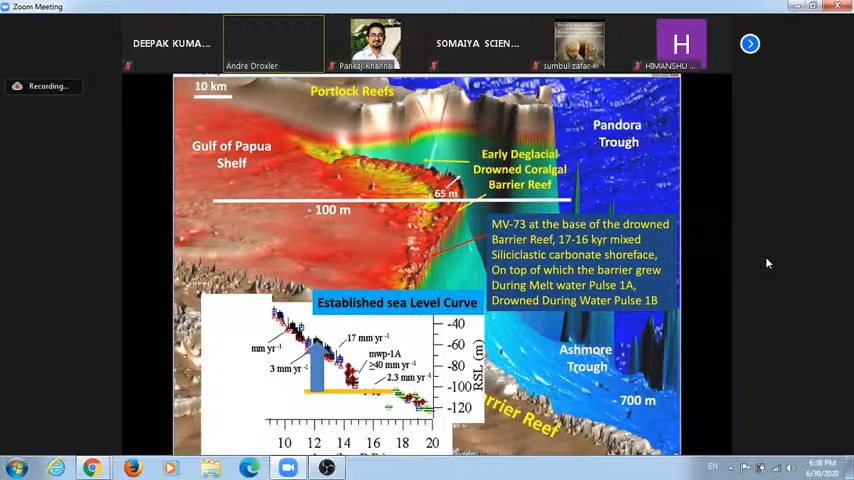 Zoom Meeting
DEEPAK KUMA...
Andre Droxler
Pankaj Khanna
SOMAIYA SCIEN...
sumbul zafar
H
HIMANSHU ...
Recording...
10 km
Portlock Reefs
Pandora
Trough
Gulf of Papua
Shelf
Early Deglacial
Drowned Coralgal
Barrier Reef
65 m
- 100 m
MV-73 at the base of the drowned
Barrier Reef, 17-16 kyr mixed
Siliciclastic carbonate shoreface,
On top of which the barrier grew
During Melt water Pulse 1A,
Drowned During Water Pulse 1B
Established sea Level Curve
-40
17 mm yr⁻¹
mm yr⁻¹
-60
mwp-1A
≥40 mm yr⁻¹
3 mm yr⁻¹
-80
2.3 mm yr⁻¹
-100
-120
RSL (m)
10 12 14 16 18 20
Ashmore
Trough
- 700 m
arrier Reef
EN
6:38 PM
6/30/2020